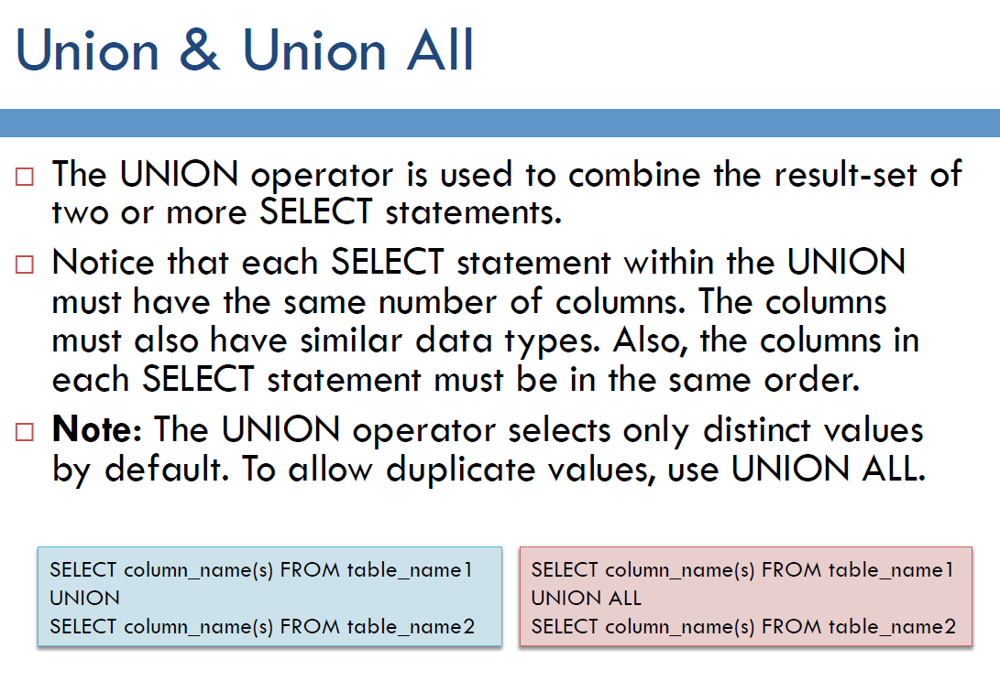 Union & Union All
The UNION operator is used to combine the result-set of
two or more SELECT statements.
Notice that each SELECT statement within the UNION
must have the same number of columns. The columns
must also have similar data types. Also, the columns in
each SELECT statement must be in the same order.
Note: The UNION operator selects only distinct values
by default. To allow duplicate values, use UNION ALL.
SELECT column_name(s) FROM table_name1
UNION
SELECT column_name(s) FROM table_name2
SELECT column_name(s) FROM table_name1
UNION ALL
SELECT column_name(s) FROM table_name2